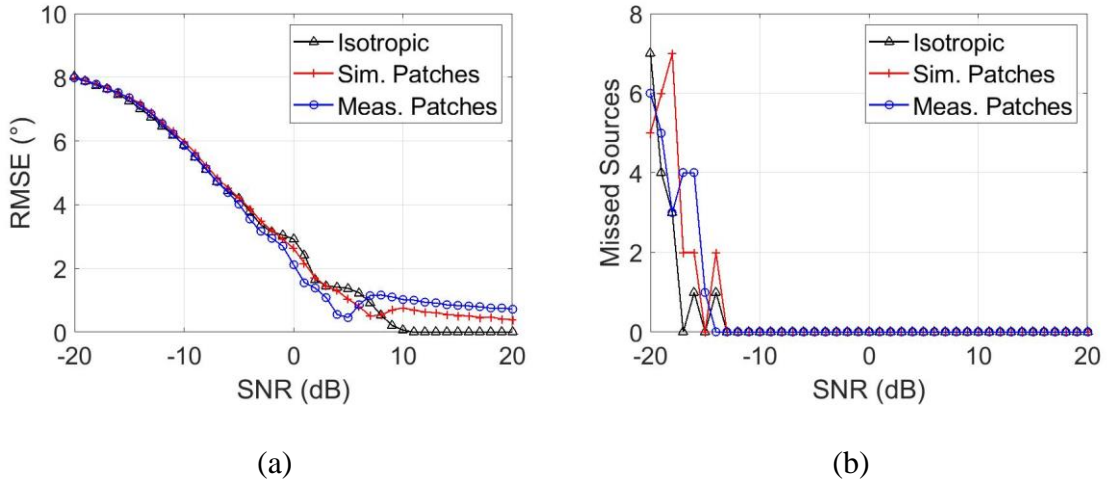 10
8
6
4
2
0
RMSE (°)
-20 -10 0 10 20
SNR (dB)
Isotropic
Sim. Patches
Meas. Patches
(a)
8
6
4
2
0
Missed Sources
-20 -10 0 10 20
SNR (dB)
Isotropic
Sim. Patches
Meas. Patches
(b)